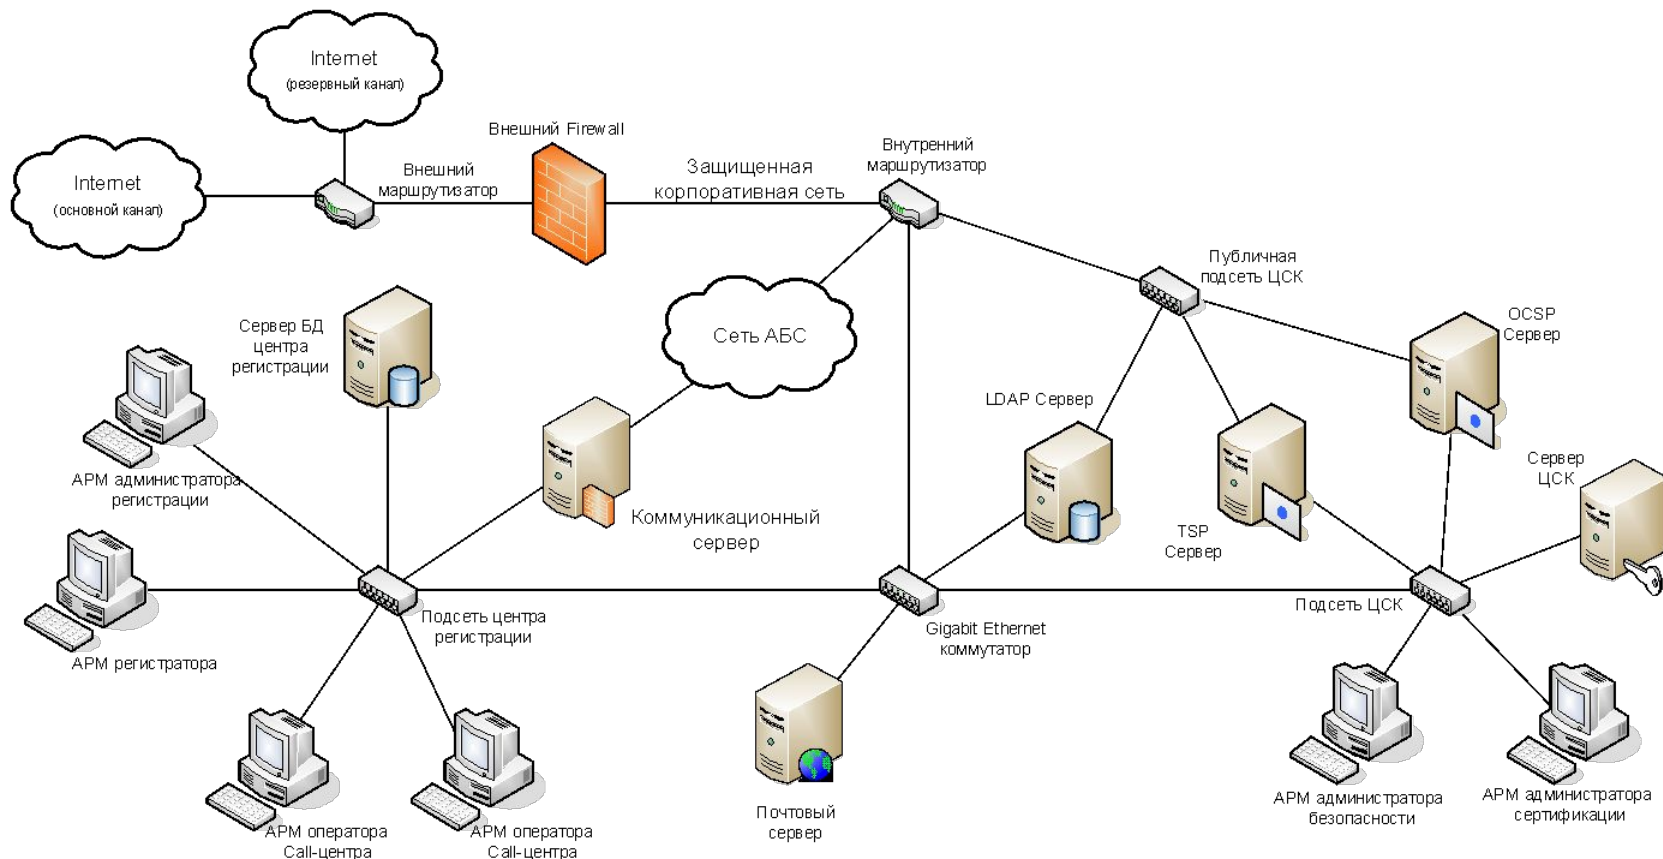 Internet
(резервный канал)
Internet
(основной канал)
Внешний
маршрутизатор
Внешний Firewall
Защищенная
корпоративная сеть
Внутренний
маршрутизатор
Публичная
подсеть ЦСК
Сервер БД
центра
регистрации
Сеть АБС
OCSP
Сервер
LDAP Сервер
АРМ администратора
регистрации
Коммуникационный
сервер
TSP
Сервер
Сервер
ЦСК
АРМ регистратора
Подсеть центра
регистрации
Gigabit Ethernet
коммутатор
Подсеть ЦСК
АРМ оператора
Call-центра
АРМ оператора
Call-центра
Почтовый
сервер
АРМ администратора
безопасности
АРМ администратора
сертификации